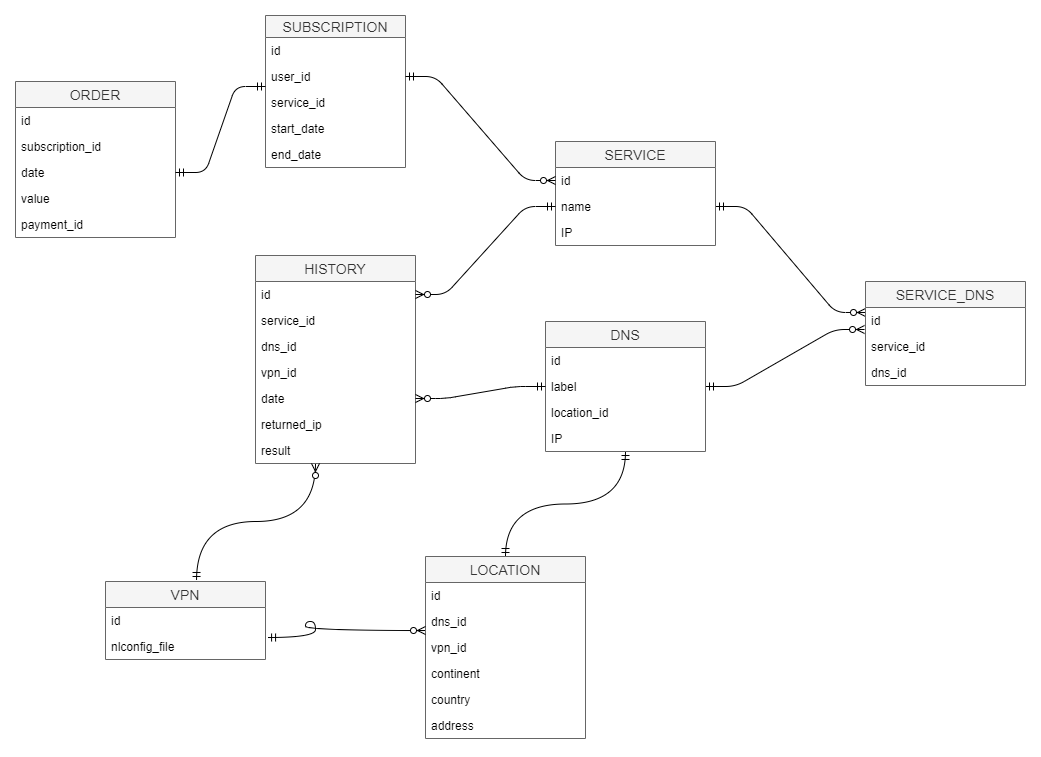 SUBSCRIPTION
id
user_id
service_id
start_date
end_date
ORDER
id
subscription_id
date
value
payment_id
SERVICE
id
name
IP
HISTORY
id
service_id
dns_id
vpn_id
date
returned_ip
result
SERVICE_DNS
id
service_id
dns_id
DNS
id
label
location_id
IP
VPN
id
nlconfig_file
LOCATION
id
dns_id
vpn_id
continent
country
address